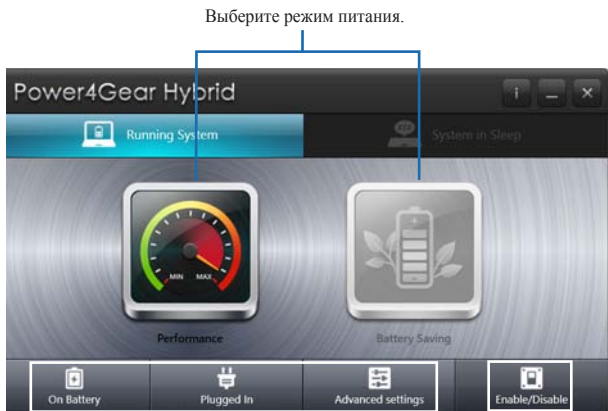 Выберите режим питания.
Power4Gear Hybrid
Running System
System in Sleep
MIN MAX
Performance
Battery Saving
On Battery
Plugged In
Advanced settings
Enable/Disable